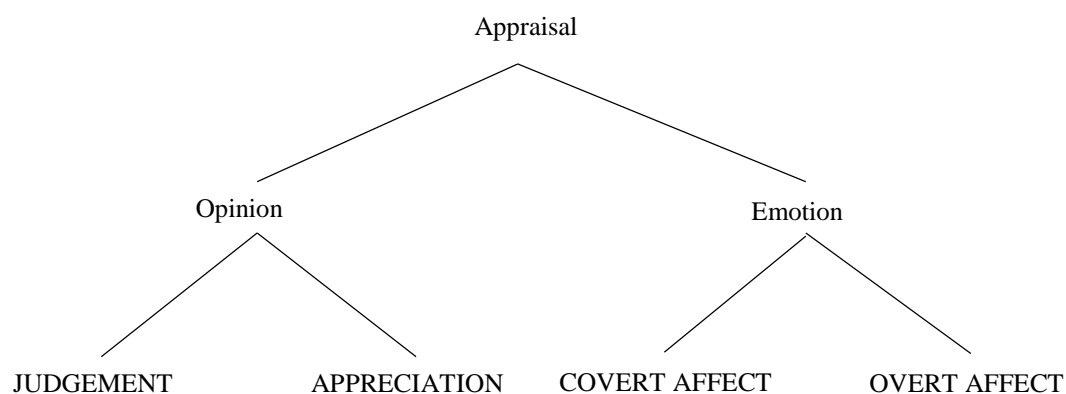 Appraisal
Opinion
Emotion
JUDGEMENT
APPRECIATION
COVERT AFFECT
OVERT AFFECT